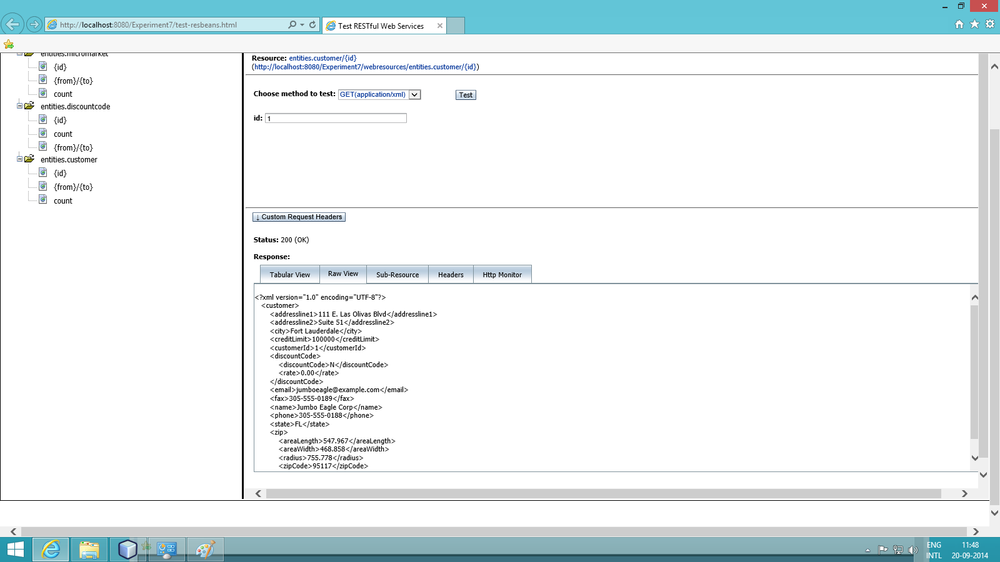 http://localhost:8080/Experiment7/test-resbeans.html
Test RESTful Web Services
entities.micromarket
{id}
{from}/{to}
count
entities.discountcode
{id}
count
{from}/{to}
entities.customer
{id}
{from}/{to}
count
Resource: entities.customer/{id}
(http://localhost:8080/Experiment7/webresources/entities.customer/{id})
Choose method to test: GET(application/xml) Test
id: 1
↓ Custom Request Headers
Status: 200 (OK)
Response:
Tabular View Raw View Sub-Resource Headers Http Monitor
<?xml version="1.0" encoding="UTF-8"?>
<customer>
<addressline1>111 E. Las Olivas Blvd</addressline1>
<addressline2>Suite 51</addressline2>
<city>Fort Lauderdale</city>
<creditLimit>100000</creditLimit>
<customerId>1</customerId>
<discountCode>
<discountCode>N</discountCode>
<rate>0.00</rate>
</discountCode>
<email>jumboeagle@example.com</email>
<fax>305-555-0189</fax>
<name>Jumbo Eagle Corp</name>
<phone>305-555-0188</phone>
<state>FL</state>
<zip>
<areaLength>547.967</areaLength>
<areaWidth>468.858</areaWidth>
<radius>755.778</radius>
<zipCode>95117</zipCode>
ENG 11:48
INTL 20-09-2014